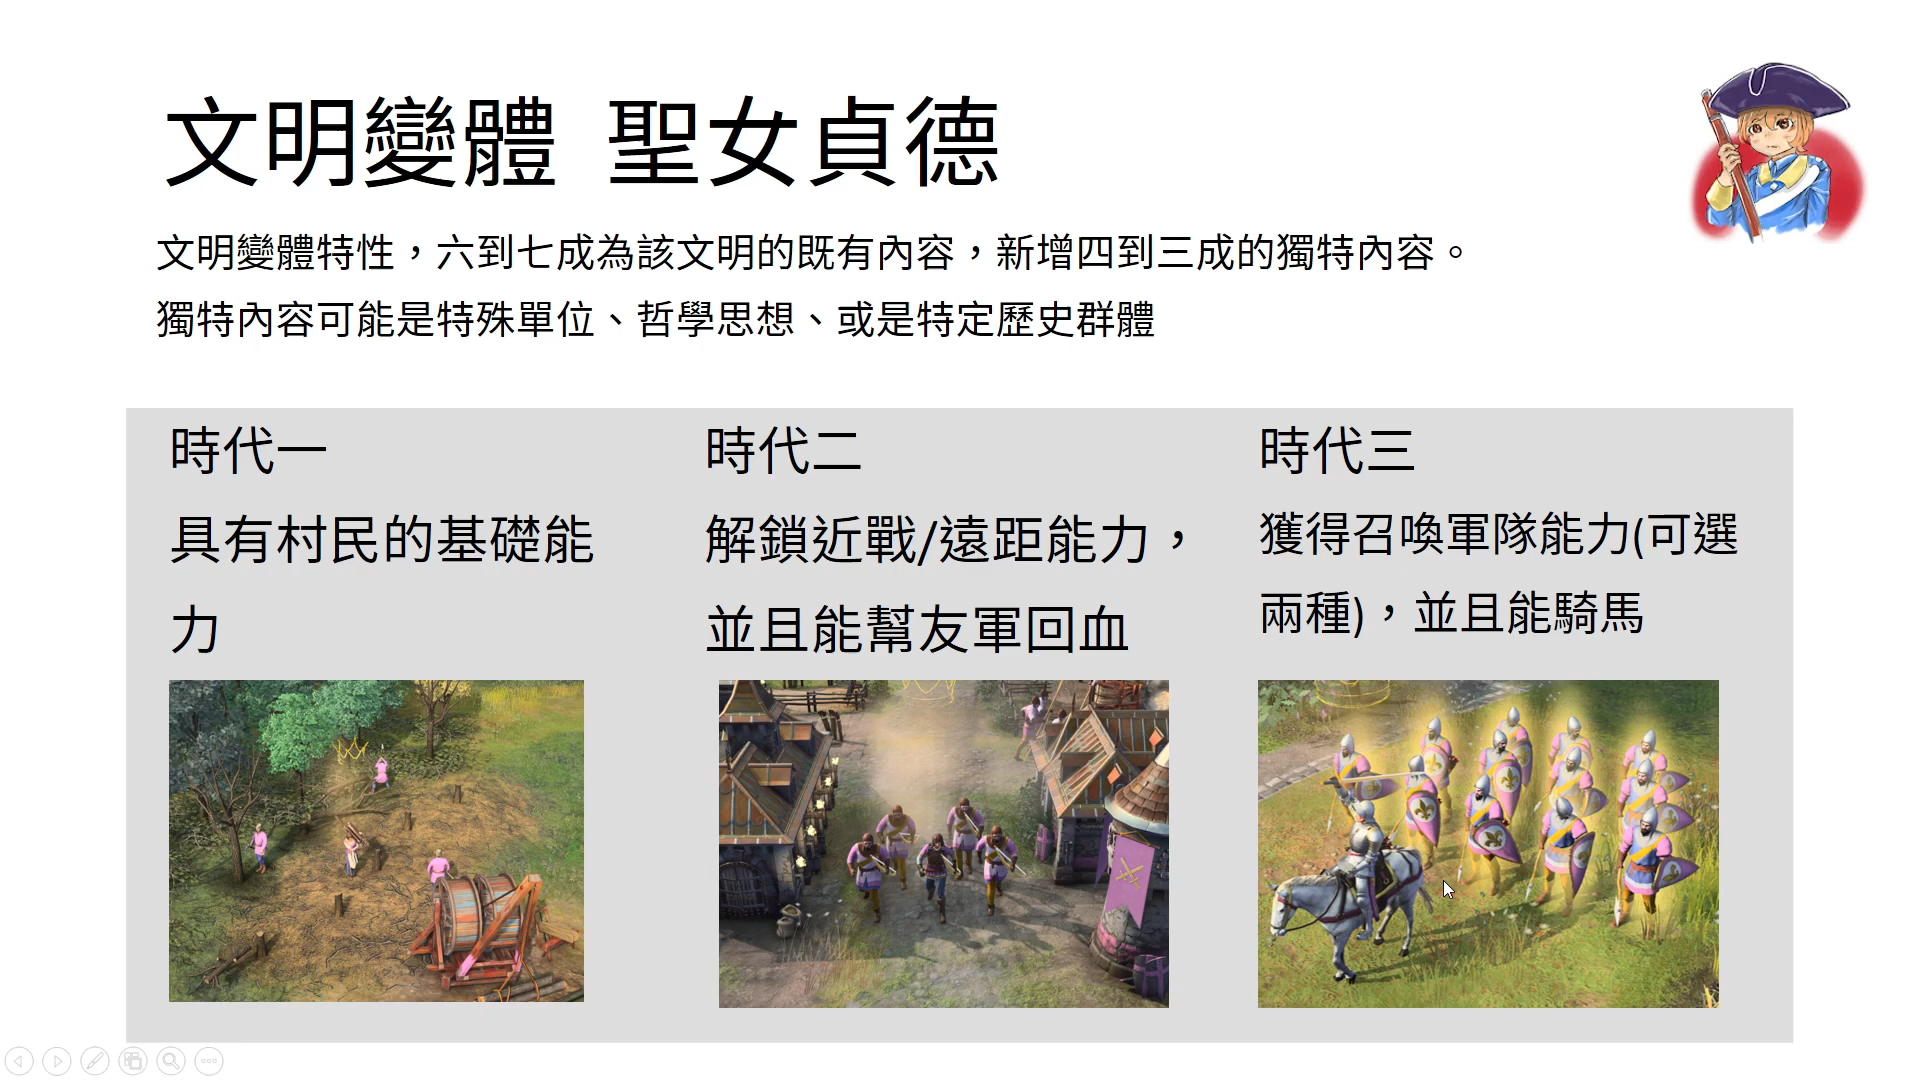 文明變體 聖女貞德
文明變體特性，六到七成為該文明的既有內容，新增四到三成的獨特內容。
獨特內容可能是特殊單位、哲學思想、或是特定歷史群體
時代一
具有村民的基礎能
力
時代二
解鎖近戰/遠距能力，
並且能幫友軍回血
時代三
獲得召喚軍隊能力(可選
兩種)，並且能騎馬